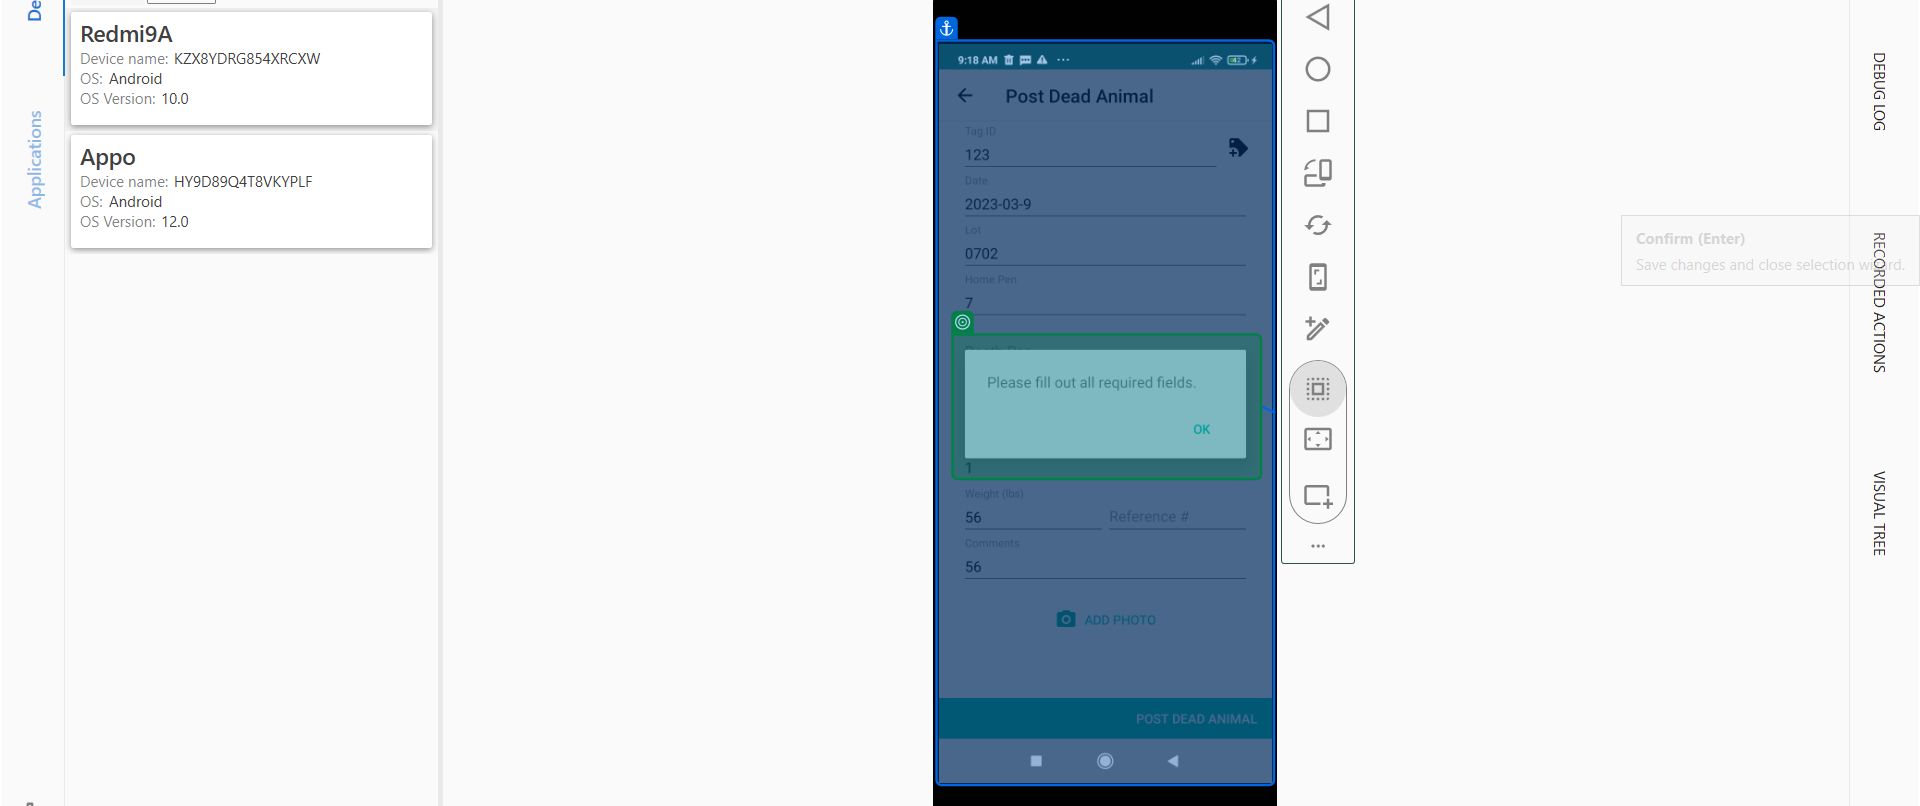 De
Applications
Redmi9A
Device name: KZX8YDRG854XRCXW
OS: Android
OS Version: 10.0
Appo
Device name: HY9D89Q4T8VKYPLF
OS: Android
OS Version: 12.0
9:18 AM
42
Post Dead Animal
Tag ID
123
Date
2023-03-9
Lot
0702
Home Pen
7
Please fill out all required fields.
OK
1
Weight (lbs)
56
Reference #
Comments
56
ADD PHOTO
POST DEAD ANIMAL
Confirm (Enter)
Save changes and close selection wizard.
DEBUG LOG
RECORDED ACTIONS
VISUAL TREE